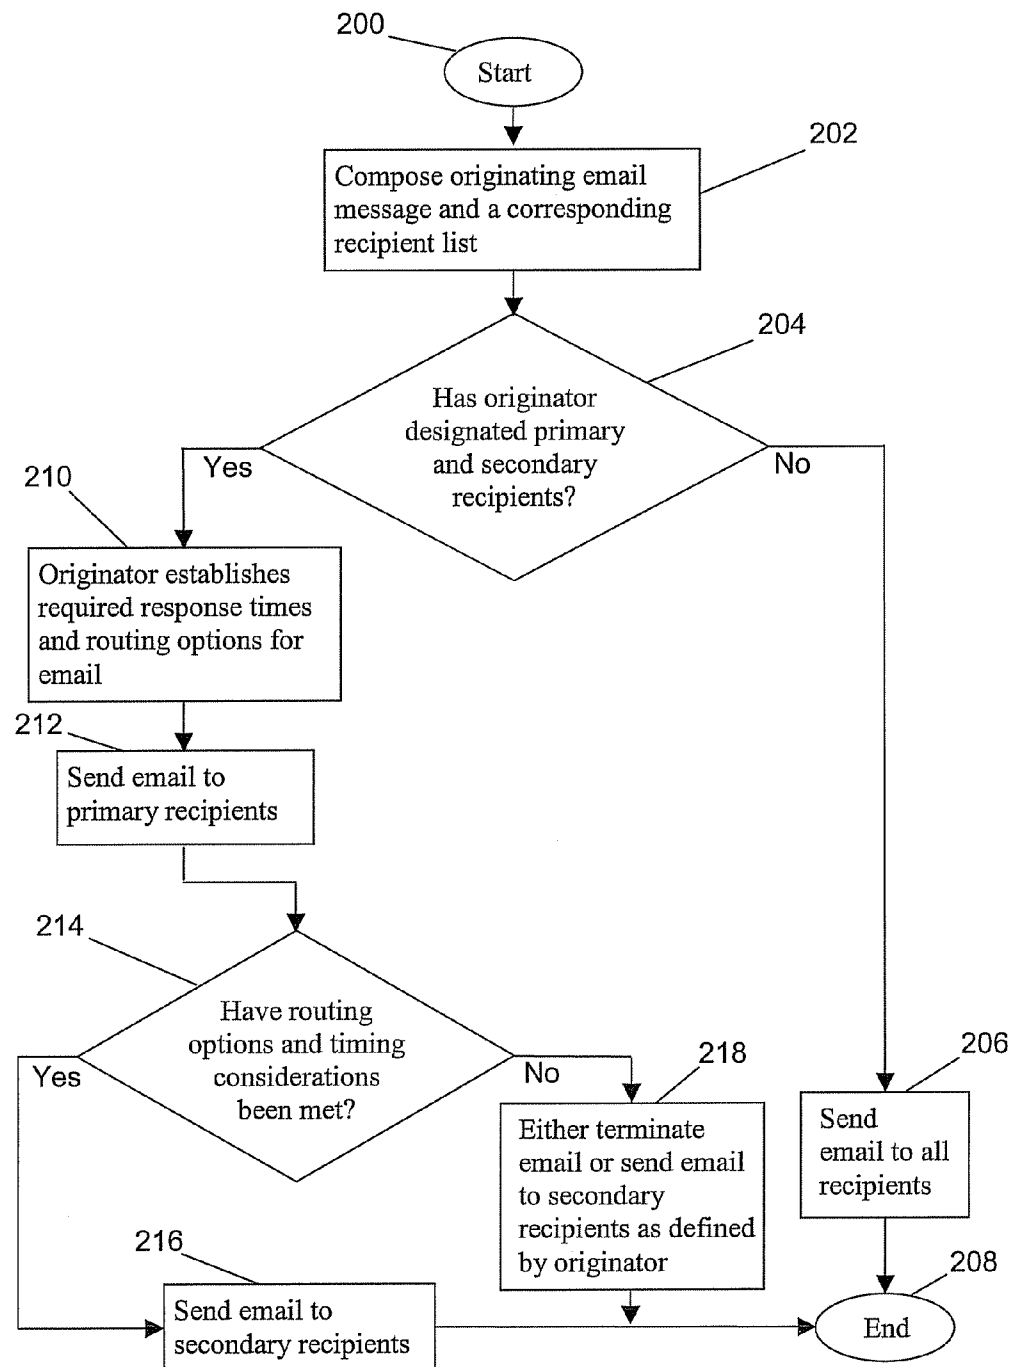 200
Start
202
Compose originating email
message and a corresponding
recipient list
204
Has originator
designated primary
and secondary
recipients?
Yes
No
210
Originator establishes
required response times
and routing options for
email
212
Send email to
primary recipients
214
Have routing
options and timing
considerations
been met?
Yes
No
218
Either terminate
email or send email
to secondary
recipients as defined
by originator
206
Send
email to all
recipients
216
Send email to
secondary recipients
208
End